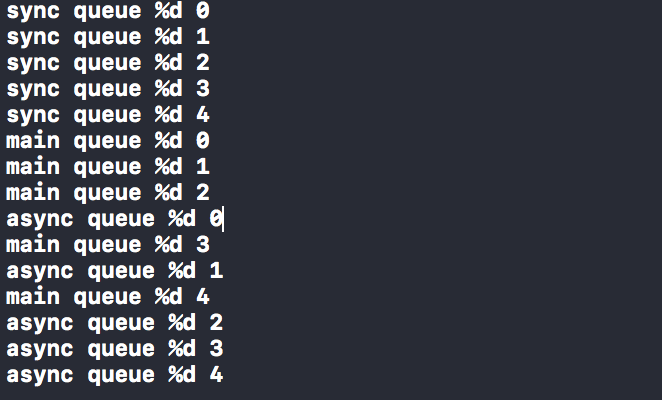 sync queue %d 0
sync queue %d 1
sync queue %d 2
sync queue %d 3
sync queue %d 4
main queue %d 0
main queue %d 1
main queue %d 2
async queue %d 0
main queue %d 3
async queue %d 1
main queue %d 4
async queue %d 2
async queue %d 3
async queue %d 4